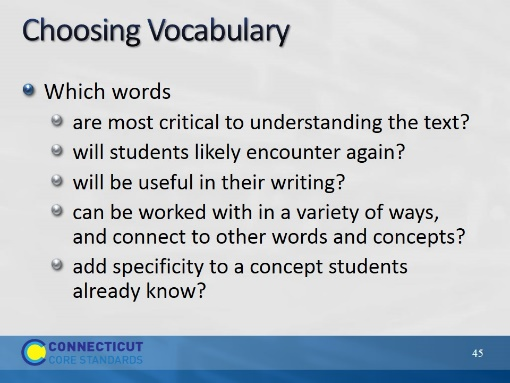 Choosing Vocabulary
Which words
are most critical to understanding the text?
will students likely encounter again?
will be useful in their writing?
can be worked with in a variety of ways,
and connect to other words and concepts?
add specificity to a concept students
already know?
CONNECTICUT
CORE STANDARDS
45